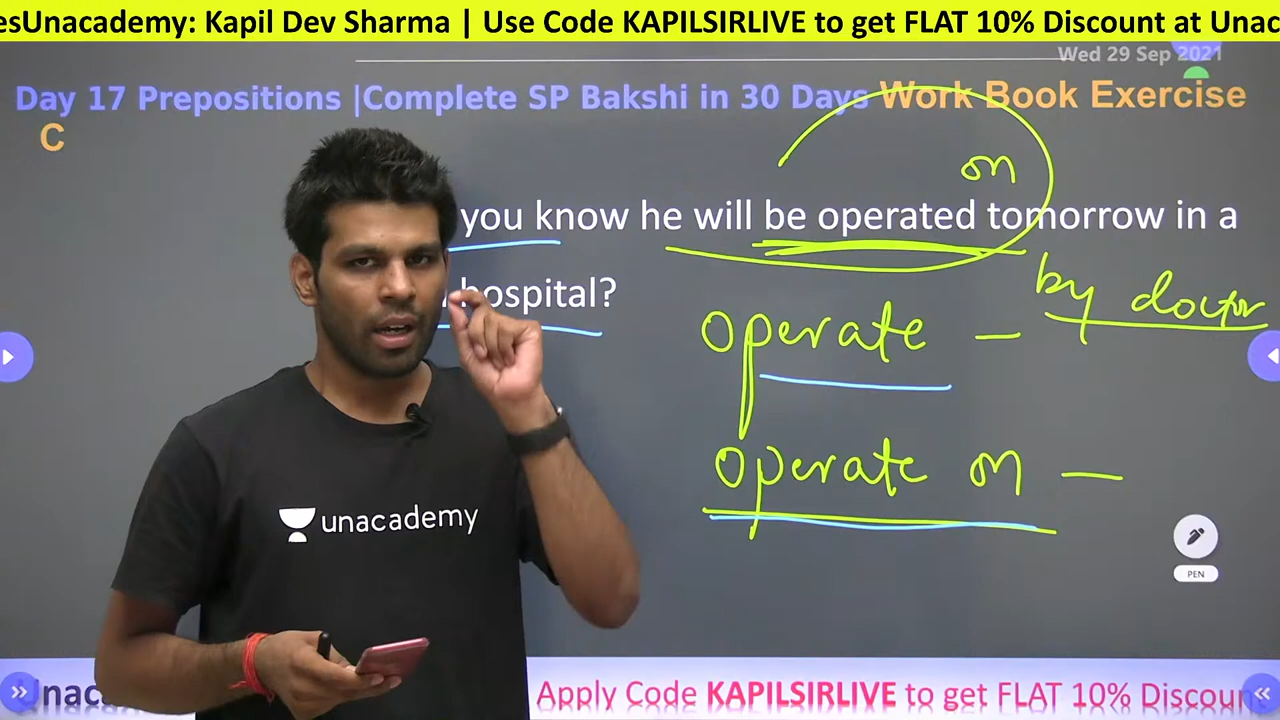 esUnacademy: Kapil Dev Sharma | Use Code KAPILSIRLIVE to get FLAT 10% Discount at Unac
Wed 29 Sep 2021
Day 17 Prepositions |Complete SP Bakshi in 30 Days Work Book Exercise
C
on
you know he will be operated tomorrow in a
hospital?
by doctor
operate —
operate on —
unacademy
PEN
Unac
Apply Code KAPILSIRLIVE to get FLAT 10% Discoun